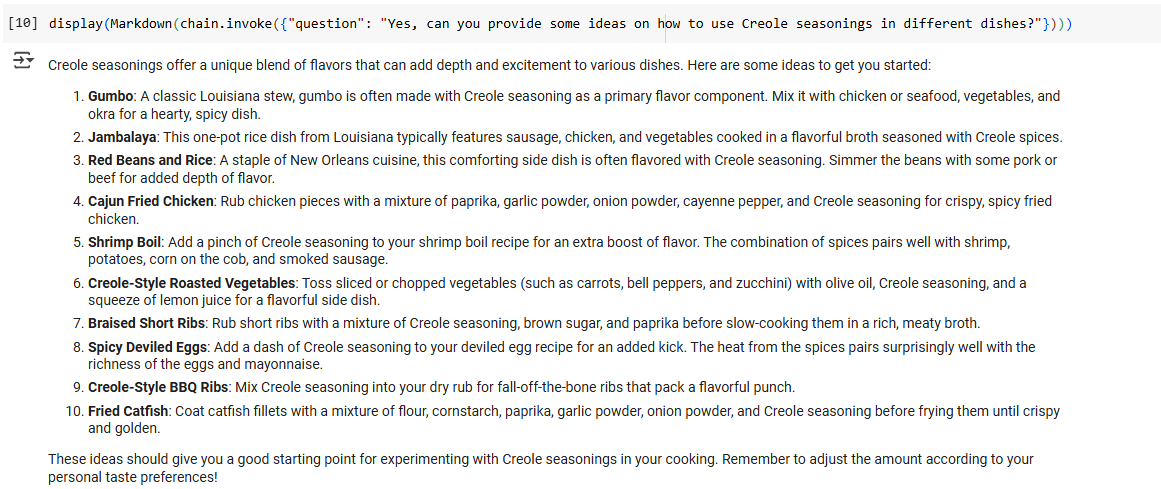 [10] display(Markdown(chain.invoke({"question": "Yes, can you provide some ideas on how to use Creole seasonings in different dishes?"})))
Creole seasonings offer a unique blend of flavors that can add depth and excitement to various dishes. Here are some ideas to get you started:
1. Gumbo: A classic Louisiana stew, gumbo is often made with Creole seasoning as a primary flavor component. Mix it with chicken or seafood, vegetables, and
okra for a hearty, spicy dish.
2. Jambalaya: This one-pot rice dish from Louisiana typically features sausage, chicken, and vegetables cooked in a flavorful broth seasoned with Creole spices.
3. Red Beans and Rice: A staple of New Orleans cuisine, this comforting side dish is often flavored with Creole seasoning. Simmer the beans with some pork or
beef for added depth of flavor.
4. Cajun Fried Chicken: Rub chicken pieces with a mixture of paprika, garlic powder, onion powder, cayenne pepper, and Creole seasoning for crispy, spicy fried
chicken.
5. Shrimp Boil: Add a pinch of Creole seasoning to your shrimp boil recipe for an extra boost of flavor. The combination of spices pairs well with shrimp,
potatoes, corn on the cob, and smoked sausage.
6. Creole-Style Roasted Vegetables: Toss sliced or chopped vegetables (such as carrots, bell peppers, and zucchini) with olive oil, Creole seasoning, and a
squeeze of lemon juice for a flavorful side dish.
7. Braised Short Ribs: Rub short ribs with a mixture of Creole seasoning, brown sugar, and paprika before slow-cooking them in a rich, meaty broth.
8. Spicy Deviled Eggs: Add a dash of Creole seasoning to your deviled egg recipe for an added kick. The heat from the spices pairs surprisingly well with the
richness of the eggs and mayonnaise.
9. Creole-Style BBQ Ribs: Mix Creole seasoning into your dry rub for fall-off-the-bone ribs that pack a flavorful punch.
10. Fried Catfish: Coat catfish fillets with a mixture of flour, cornstarch, paprika, garlic powder, onion powder, and Creole seasoning before frying them until crispy
and golden.
These ideas should give you a good starting point for experimenting with Creole seasonings in your cooking. Remember to adjust the amount according to your
personal taste preferences!